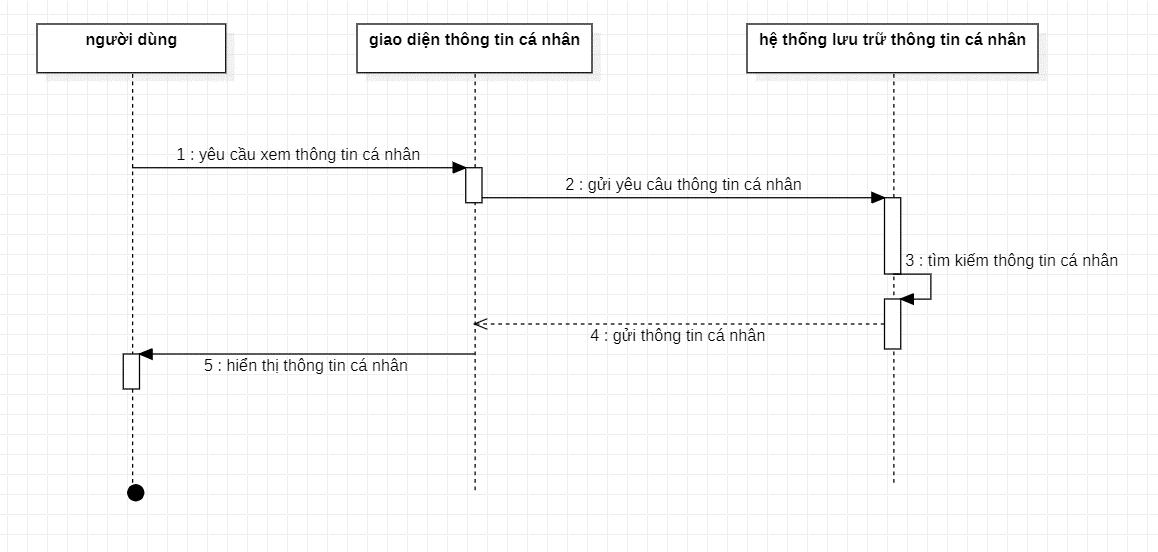 người dùng
giao diện thông tin cá nhân
hệ thống lưu trữ thông tin cá nhân
1 : yêu cầu xem thông tin cá nhân
2 : gửi yêu câu thông tin cá nhân
3 : tìm kiếm thông tin cá nhân
4 : gửi thông tin cá nhân
5 : hiển thị thông tin cá nhân